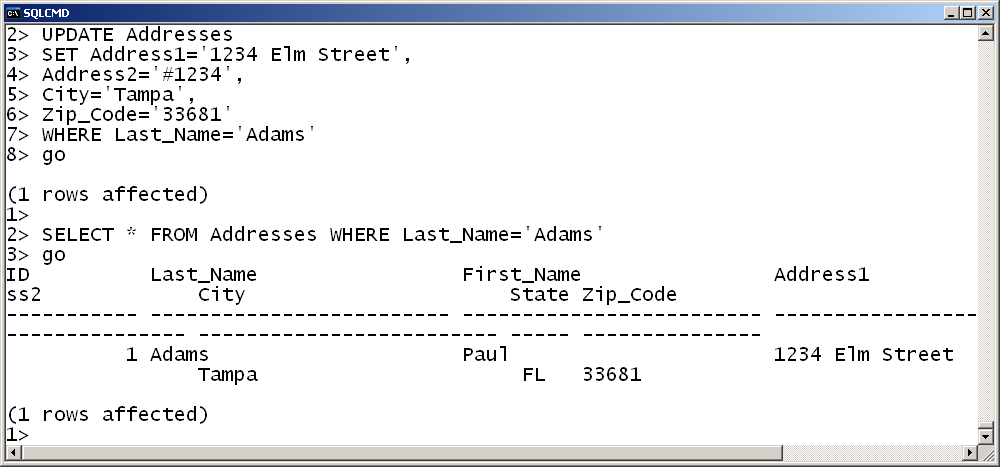 SQLCMD
2> UPDATE Addresses
3> SET Address1='1234 Elm Street',
4> Address2='#1234',
5> City='Tampa',
6> Zip_Code='33681'
7> WHERE Last_Name='Adams'
8> go
(1 rows affected)
1>
2> SELECT * FROM Addresses WHERE Last_Name='Adams'
3> go
ID          Last_Name                 First_Name                Address1
ss2             City                      State Zip_Code
----------- ------------------------- ------------------------- -----------------
--------------- ------------------------- ----- ---------------
          1 Adams                     Paul                      1234 Elm Street
                Tampa                      FL   33681
(1 rows affected)
1>